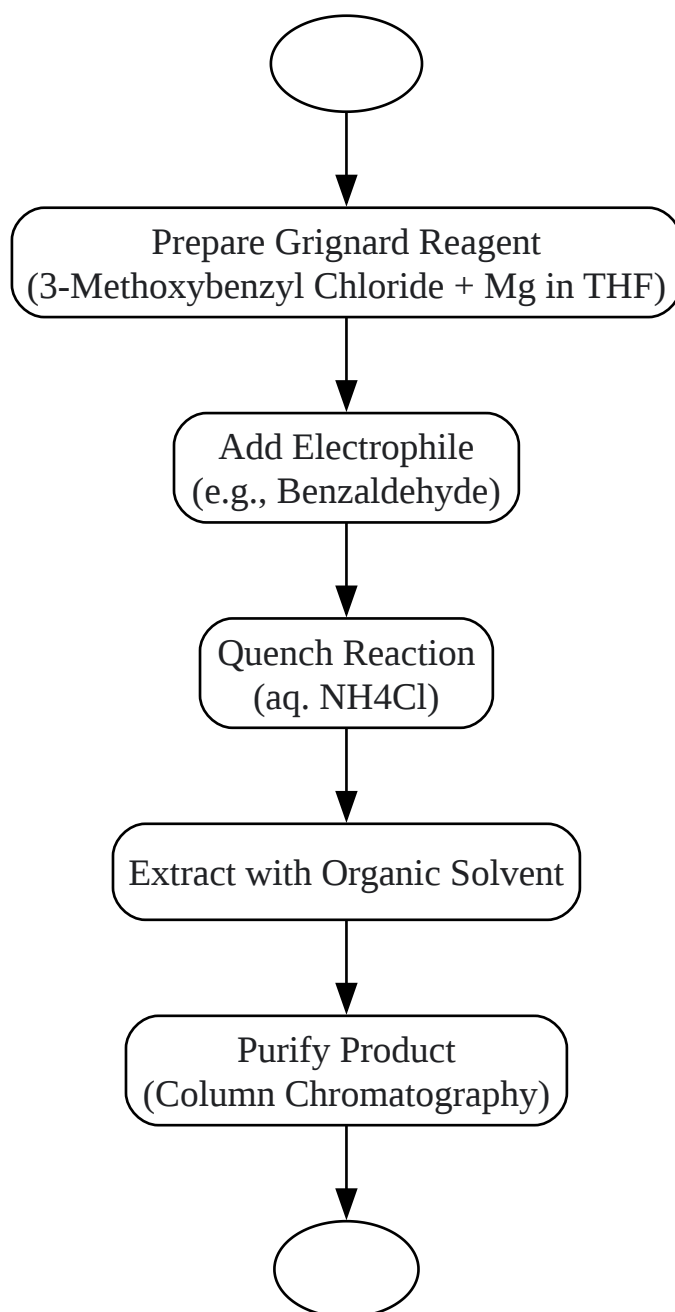 Prepare Grignard Reagent
(3-Methoxybenzyl Chloride + Mg in THF)
Add Electrophile
(e.g., Benzaldehyde)
Quench Reaction
(aq. NH4Cl)
Extract with Organic Solvent
Purify Product
(Column Chromatography)